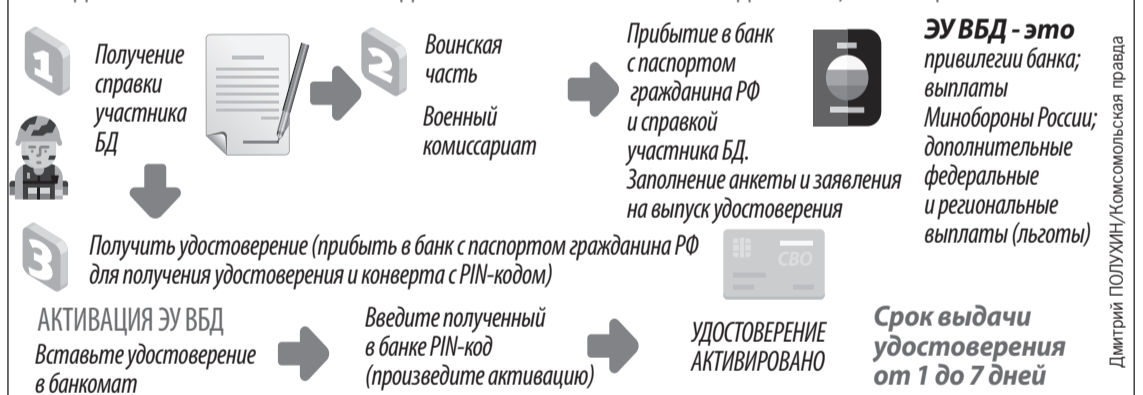 1
Получение
справки
участника
БД
2
Воинская
часть
Военный
комиссариат
Прибытие в банк
с паспортом
гражданина РФ
и справкой
участника БД.
Заполнение анкеты и заявления
на выпуск удостоверения
ЭУ ВБД - это
привилегии банка;
выплаты
Минобороны России;
дополнительные
федеральные
и региональные
выплаты (льготы)
3
Получить удостоверение (прибыть в банк с паспортом гражданина РФ
для получения удостоверения и конверта с PIN-кодом)
СВО
АКТИВАЦИЯ ЭУ ВБД
Вставьте удостоверение
в банкомат
Введите полученный
в банке PIN-код
(произведите активацию)
УДОСТОВЕРЕНИЕ
АКТИВИРОВАНО
Срок выдачи
удостоверения
от 1 до 7 дней
Дмитрий ПОЛУХИН/Комсомольская правда